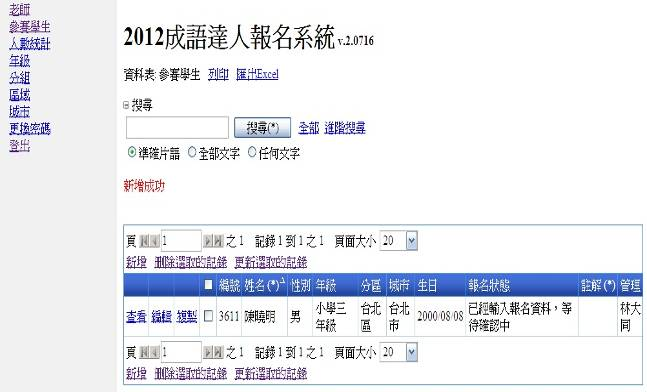 老師
參賽學生
人數統計
年級
分組
區域
城市
更換密碼
登出
2012成語達人報名系統 v.2.0716
資料表: 參賽學生 列印 匯出Excel
搜尋
搜尋(*) 全部 進階搜尋
準確片語 全部文字 任何文字
新增成功
頁 1 之 1 記錄 1 到 1 之 1 頁面大小 20
新增 刪除選取的記錄 更新選取的記錄
編號 姓名 (*) 性別 年級 分區 城市 生日 報名狀態 註解 (*) 管理
查看 編輯 複製 3611 陳曉明 男 小學三年級 台北區 台北市 2000/08/08 已經輸入報名資料，等待確認中 林大同
頁 1 之 1 記錄 1 到 1 之 1 頁面大小 20
新增 刪除選取的記錄 更新選取的記錄